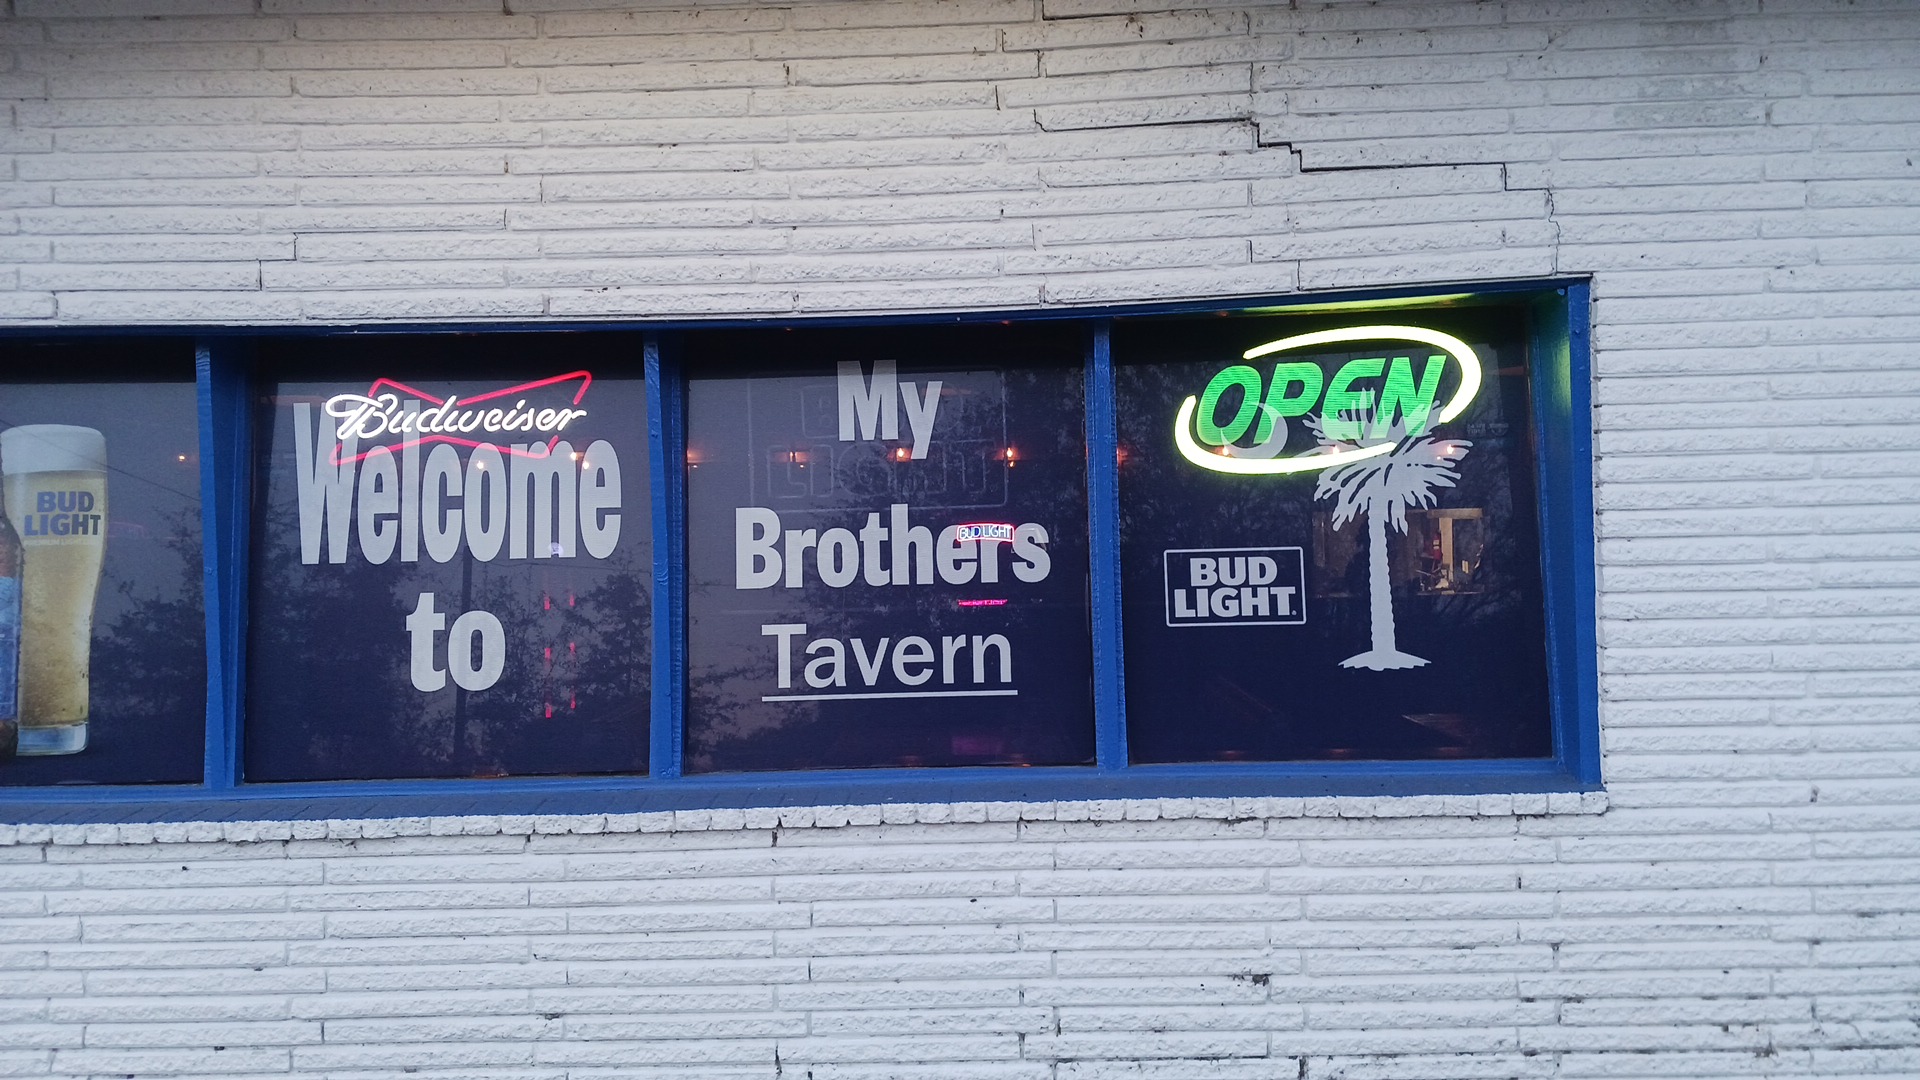 BUD
LIGHT
Budweiser
Welcome
to
My
Brothers
BUD LIGHT
Tavern
OPEN
BUD
LIGHT